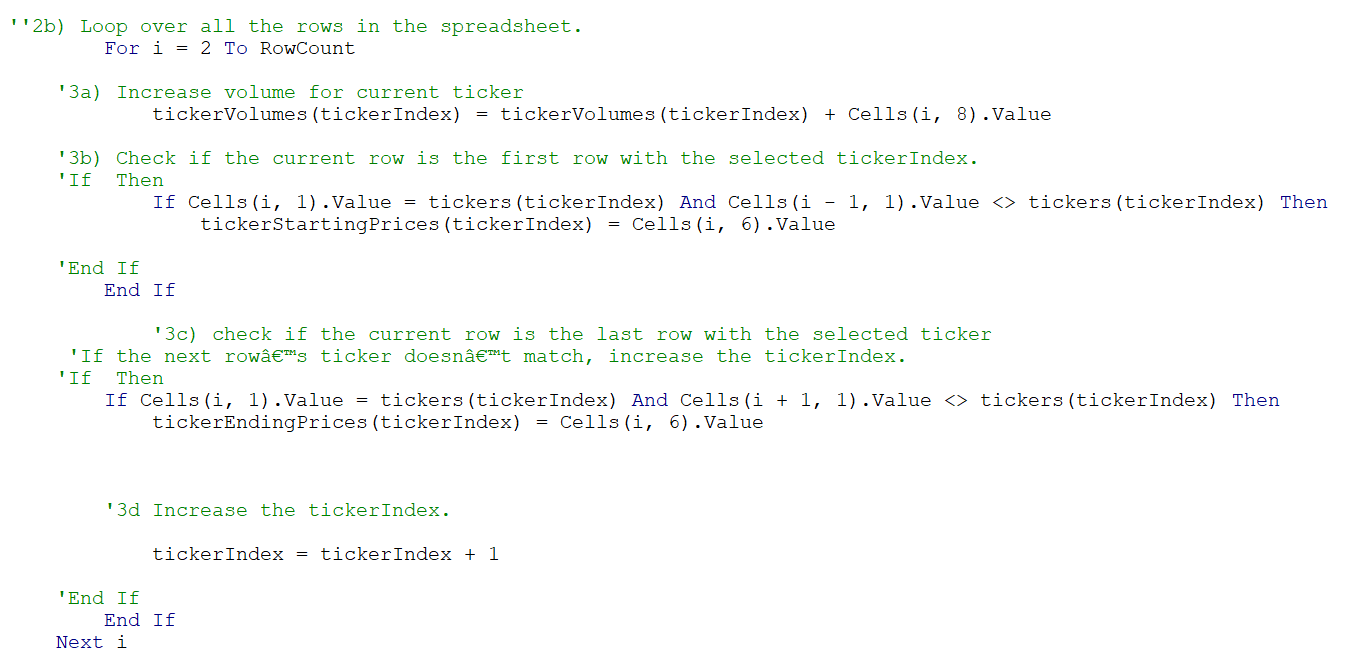 ''2b) Loop over all the rows in the spreadsheet.
For i = 2 To RowCount
'3a) Increase volume for current ticker
tickerVolumes(tickerIndex) = tickerVolumes(tickerIndex) + Cells(i, 8).Value
'3b) Check if the current row is the first row with the selected tickerIndex.
'If  Then
If Cells(i, 1).Value = tickers(tickerIndex) And Cells(i - 1, 1).Value <> tickers(tickerIndex) Then
tickerStartingPrices(tickerIndex) = Cells(i, 6).Value
'End If
End If
'3c) check if the current row is the last row with the selected ticker
'If the next rowâ€™s ticker doesnâ€™t match, increase the tickerIndex.
'If  Then
If Cells(i, 1).Value = tickers(tickerIndex) And Cells(i + 1, 1).Value <> tickers(tickerIndex) Then
tickerEndingPrices(tickerIndex) = Cells(i, 6).Value
'3d Increase the tickerIndex.
tickerIndex = tickerIndex + 1
'End If
End If
Next i